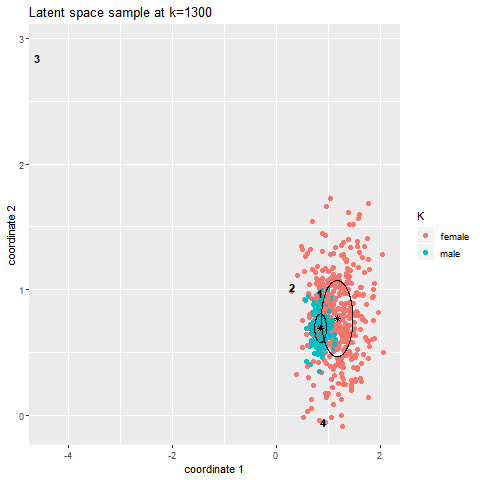 Latent space sample at k=1300
3
3
2
2
1
1
4
0
-4
-2
0
2
coordinate 1
coordinate 2
K
female
male